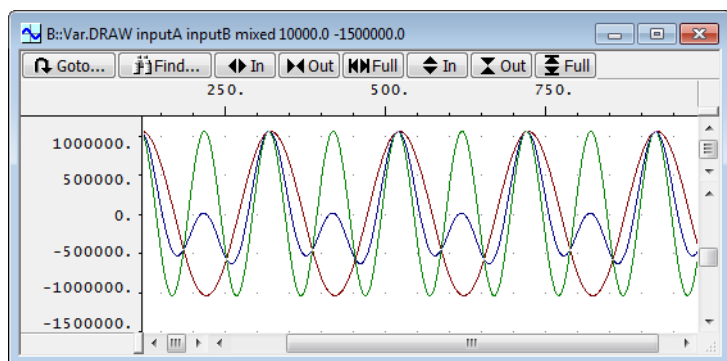 B::Var.DRAW inputA inputB mixed 10000.0 -1500000.0
Goto... Find... In Out Full In Out Full
250. 500. 750.
1000000.
500000.
0.
-500000.
-1000000.
-1500000.